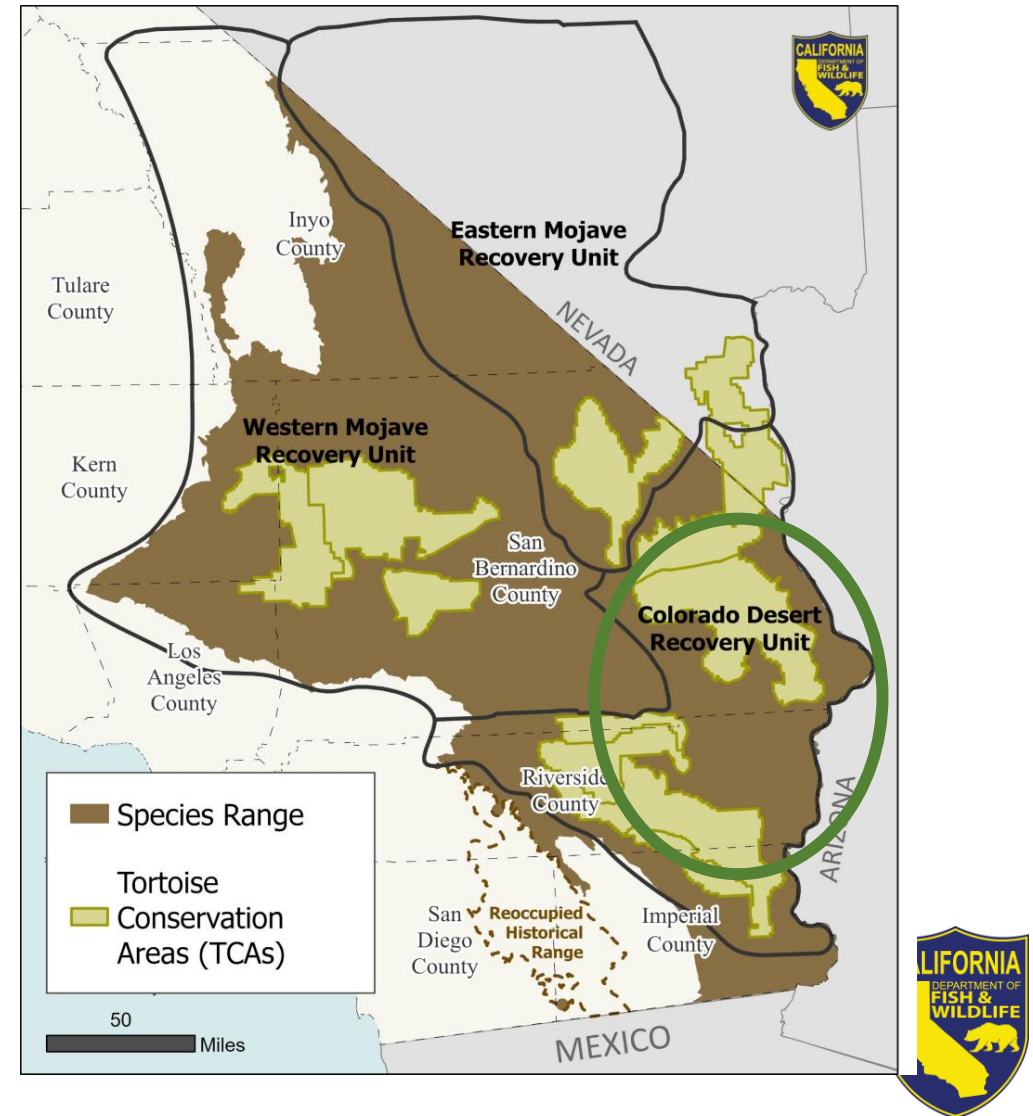 CALIFORNIA
DEPARTMENT OF
FISH &
WILDLIFE
Inyo
County
Eastern Mojave
Recovery Unit
Tulare
County
NEVADA
Western Mojave
Recovery Unit
Kern
County
San
Bernardino
County
Colorado Desert
Recovery Unit
Los
Angeles
County
Riverside
County
ARIZONA
Species Range
Tortoise
Conservation
Areas (TCAs)
San
Diego
County
Reoccupied
Historical
Range
Imperial
County
50
Miles
MEXICO
LIFORNIA
DEPARTMENT OF
FISH &
WILDLIFE